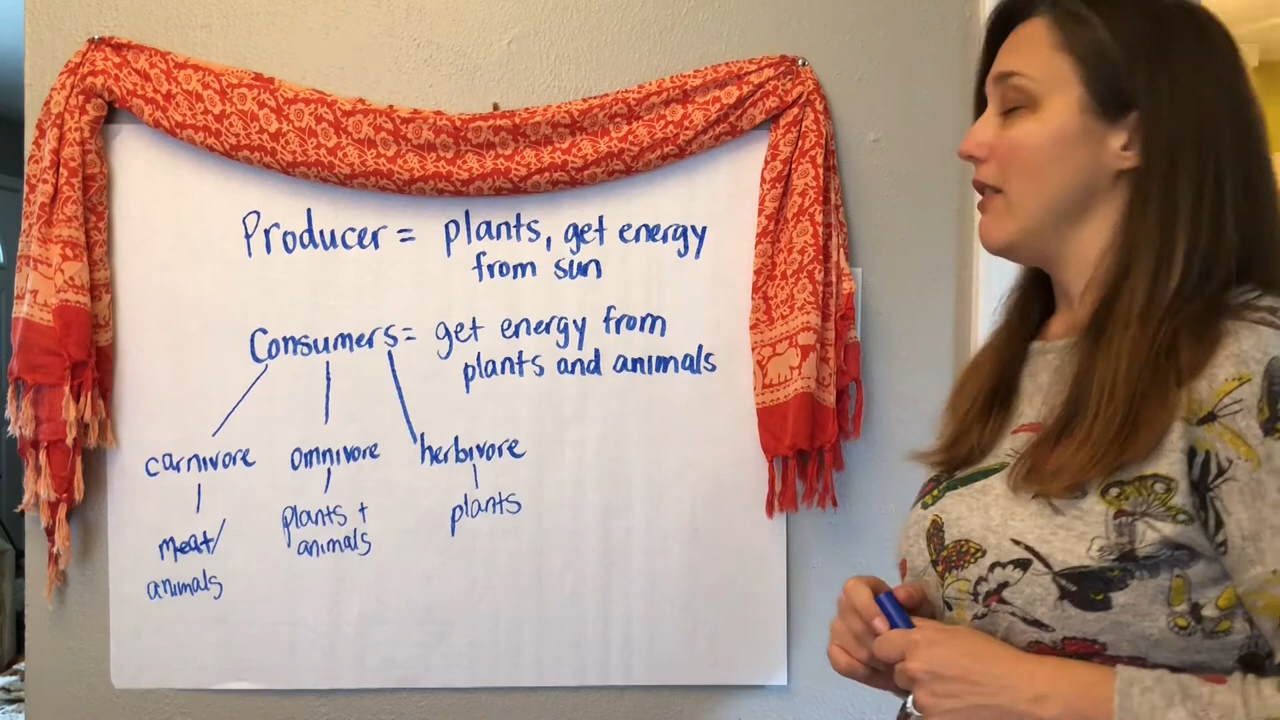 Producer = plants, get energy
from sun
Consumers = get energy from
plants and animals
carnivore omnivore herbivore
meat/
animals
plants +
animals
plants